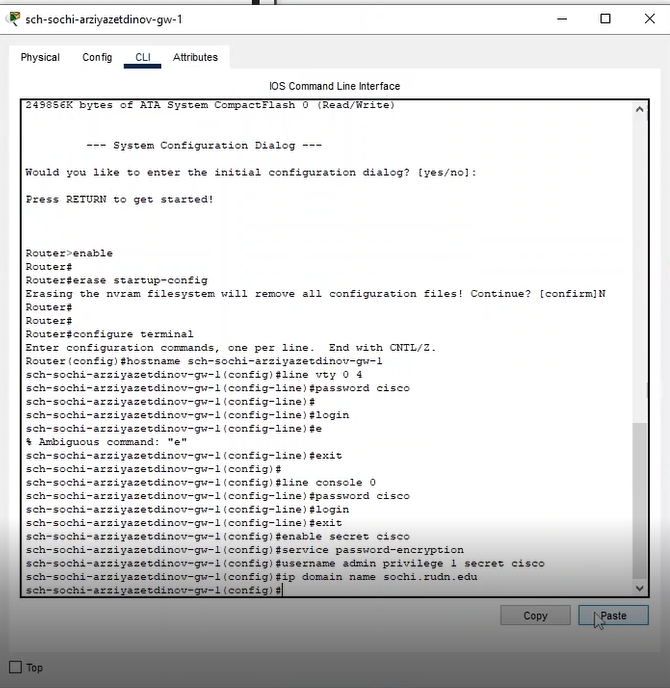 sch-sochi-arziyazetdinov-gw-1
Physical Config CLI Attributes
IOS Command Line Interface
249856K bytes of ATA System CompactFlash 0 (Read/Write)
--- System Configuration Dialog ---
Would you like to enter the initial configuration dialog? [yes/no]:
Press RETURN to get started!
Router>enable
Router#
Router#erase startup-config
Erasing the nvram filesystem will remove all configuration files! Continue? [confirm]N
Router#
Router#
Router#configure terminal
Enter configuration commands, one per line.  End with CNTL/Z.
Router(config)#hostname sch-sochi-arziyazetdinov-gw-1
sch-sochi-arziyazetdinov-gw-1(config)#line vty 0 4
sch-sochi-arziyazetdinov-gw-1(config-line)#password cisco
sch-sochi-arziyazetdinov-gw-1(config-line)#
sch-sochi-arziyazetdinov-gw-1(config-line)#login
sch-sochi-arziyazetdinov-gw-1(config-line)#e
% Ambiguous command: "e"
sch-sochi-arziyazetdinov-gw-1(config-line)#exit
sch-sochi-arziyazetdinov-gw-1(config)#
sch-sochi-arziyazetdinov-gw-1(config)#line console 0
sch-sochi-arziyazetdinov-gw-1(config-line)#password cisco
sch-sochi-arziyazetdinov-gw-1(config-line)#login
sch-sochi-arziyazetdinov-gw-1(config-line)#exit
sch-sochi-arziyazetdinov-gw-1(config)#enable secret cisco
sch-sochi-arziyazetdinov-gw-1(config)#service password-encryption
sch-sochi-arziyazetdinov-gw-1(config)#username admin privilege 1 secret cisco
sch-sochi-arziyazetdinov-gw-1(config)#ip domain name sochi.rudn.edu
sch-sochi-arziyazetdinov-gw-1(config)#
Copy Paste
Top